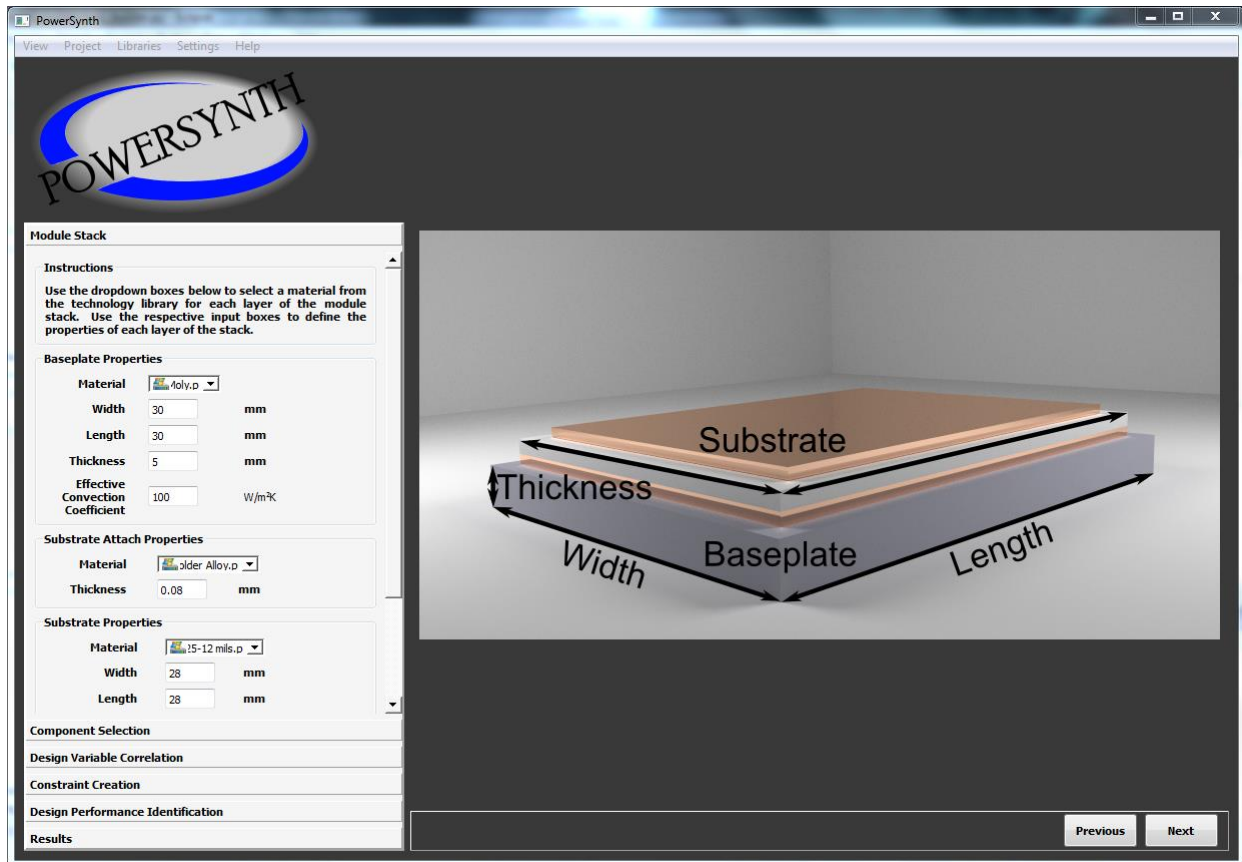 PowerSynth
View Project Libraries Settings Help
POWERSYNTH
Module Stack
Instructions
Use the dropdown boxes below to select a material from
the technology library for each layer of the module
stack. Use the respective input boxes to define the
properties of each layer of the stack.
Baseplate Properties
Material
Width 30 mm
Length 30 mm
Thickness 5 mm
Effective
Convection
Coefficient 100 W/m²K
Substrate Attach Properties
Material older Alloy.p
Thickness 0.08 mm
Substrate Properties
Material 25-12 mils.p
Width 28 mm
Length 28 mm
Component Selection
Design Variable Correlation
Constraint Creation
Design Performance Identification
Results
Substrate
Thickness
Baseplate
Width
Length
Previous Next